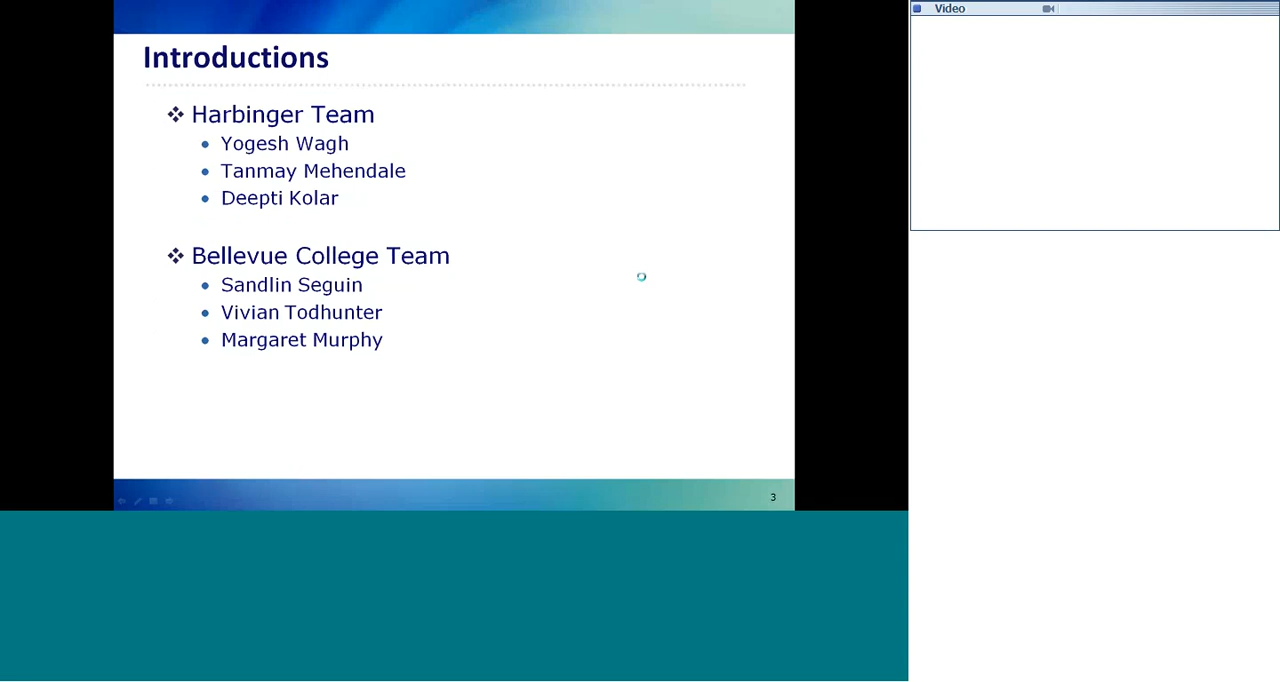 Video
Introductions
Harbinger Team
Yogesh Wagh
Tanmay Mehendale
Deepti Kolar
Bellevue College Team
Sandlin Seguin
Vivian Todhunter
Margaret Murphy
3